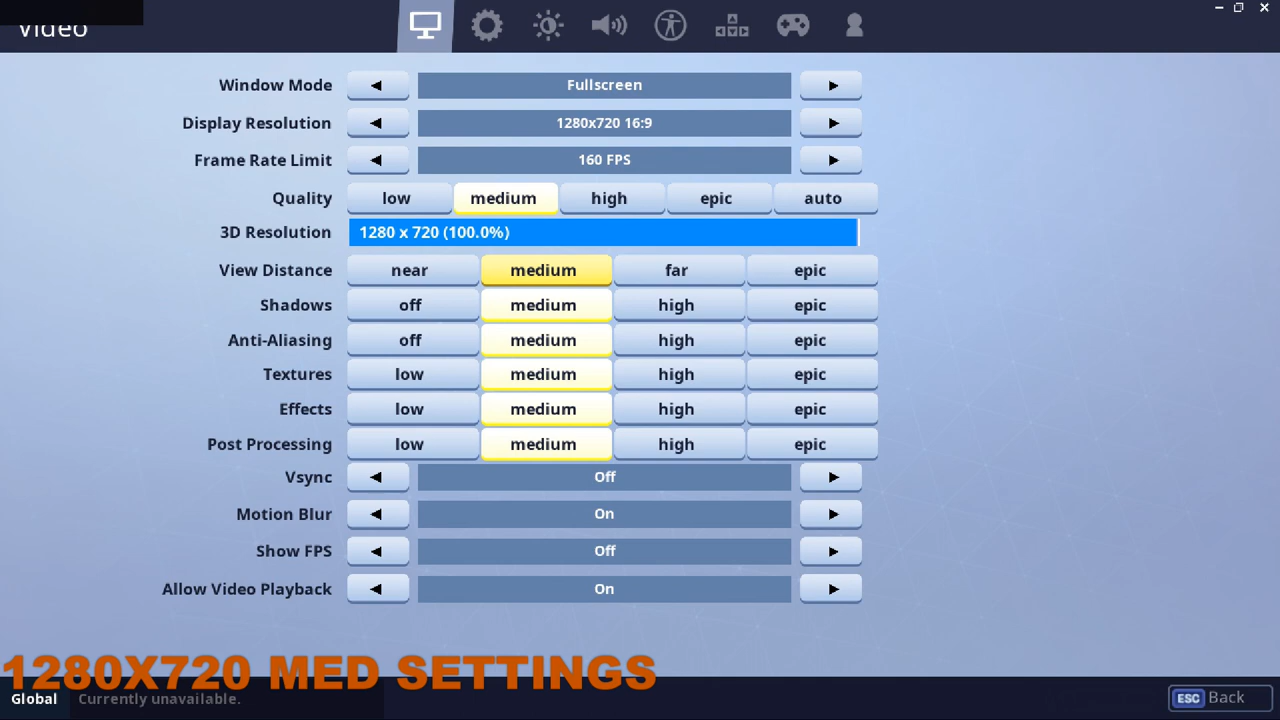 Video
Window Mode Fullscreen
Display Resolution 1280x720 16:9
Frame Rate Limit 160 FPS
Quality low medium high epic auto
3D Resolution 1280 x 720 (100.0%)
View Distance near medium far epic
Shadows off medium high epic
Anti-Aliasing off medium high epic
Textures low medium high epic
Effects low medium high epic
Post Processing low medium high epic
Vsync Off
Motion Blur On
Show FPS Off
Allow Video Playback On
1280X720 MED SETTINGS
Global Currently unavailable. ESC Back